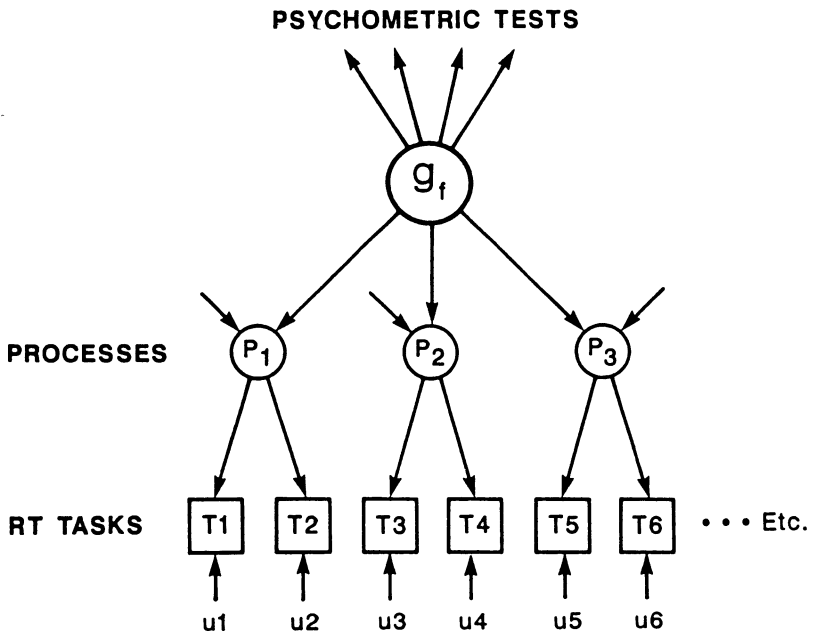 PSYCHOMETRIC TESTS
gf
PROCESSES P1 P2 P3
RT TASKS T1 T2 T3 T4 T5 T6 • • • Etc.
u1 u2 u3 u4 u5 u6